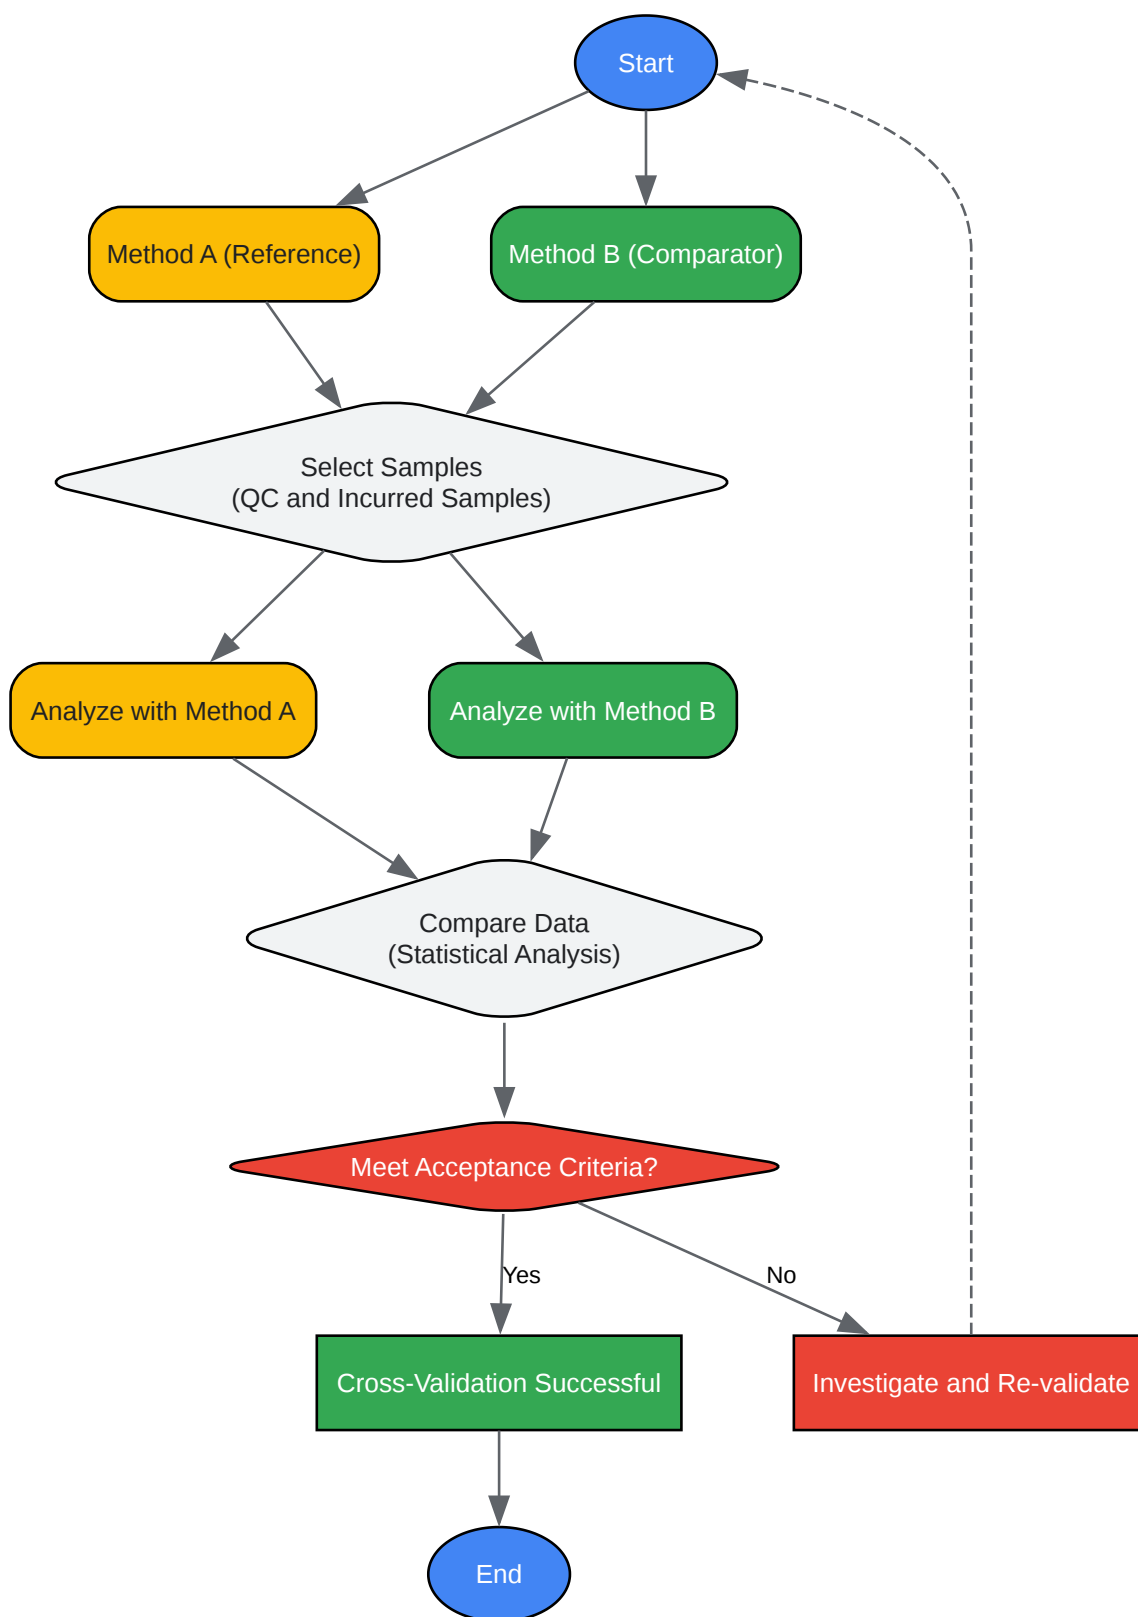 Start
Method A (Reference)
Method B (Comparator)
Select Samples
(QC and Incurred Samples)
Analyze with Method A
Analyze with Method B
Compare Data
(Statistical Analysis)
Meet Acceptance Criteria?
Yes
No
Cross-Validation Successful
Investigate and Re-validate
End